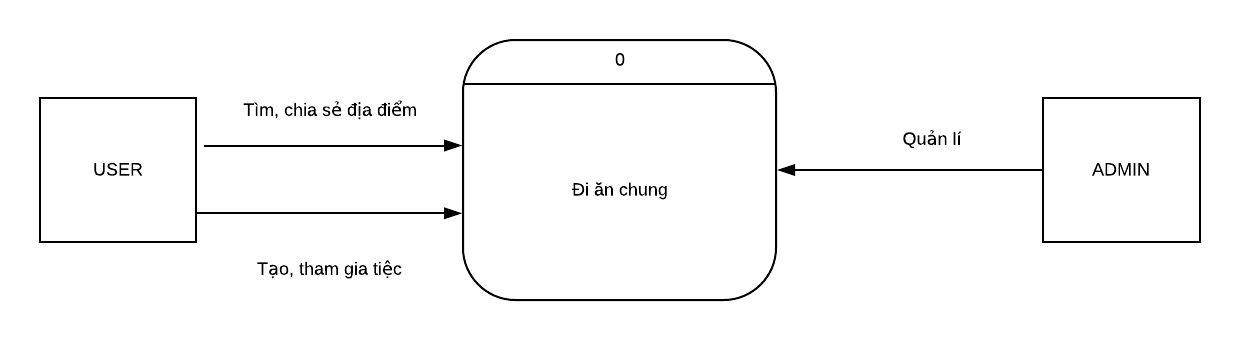 0
Tìm, chia sẻ địa điểm
USER
Đi ăn chung
Quản lí
ADMIN
Tạo, tham gia tiệc